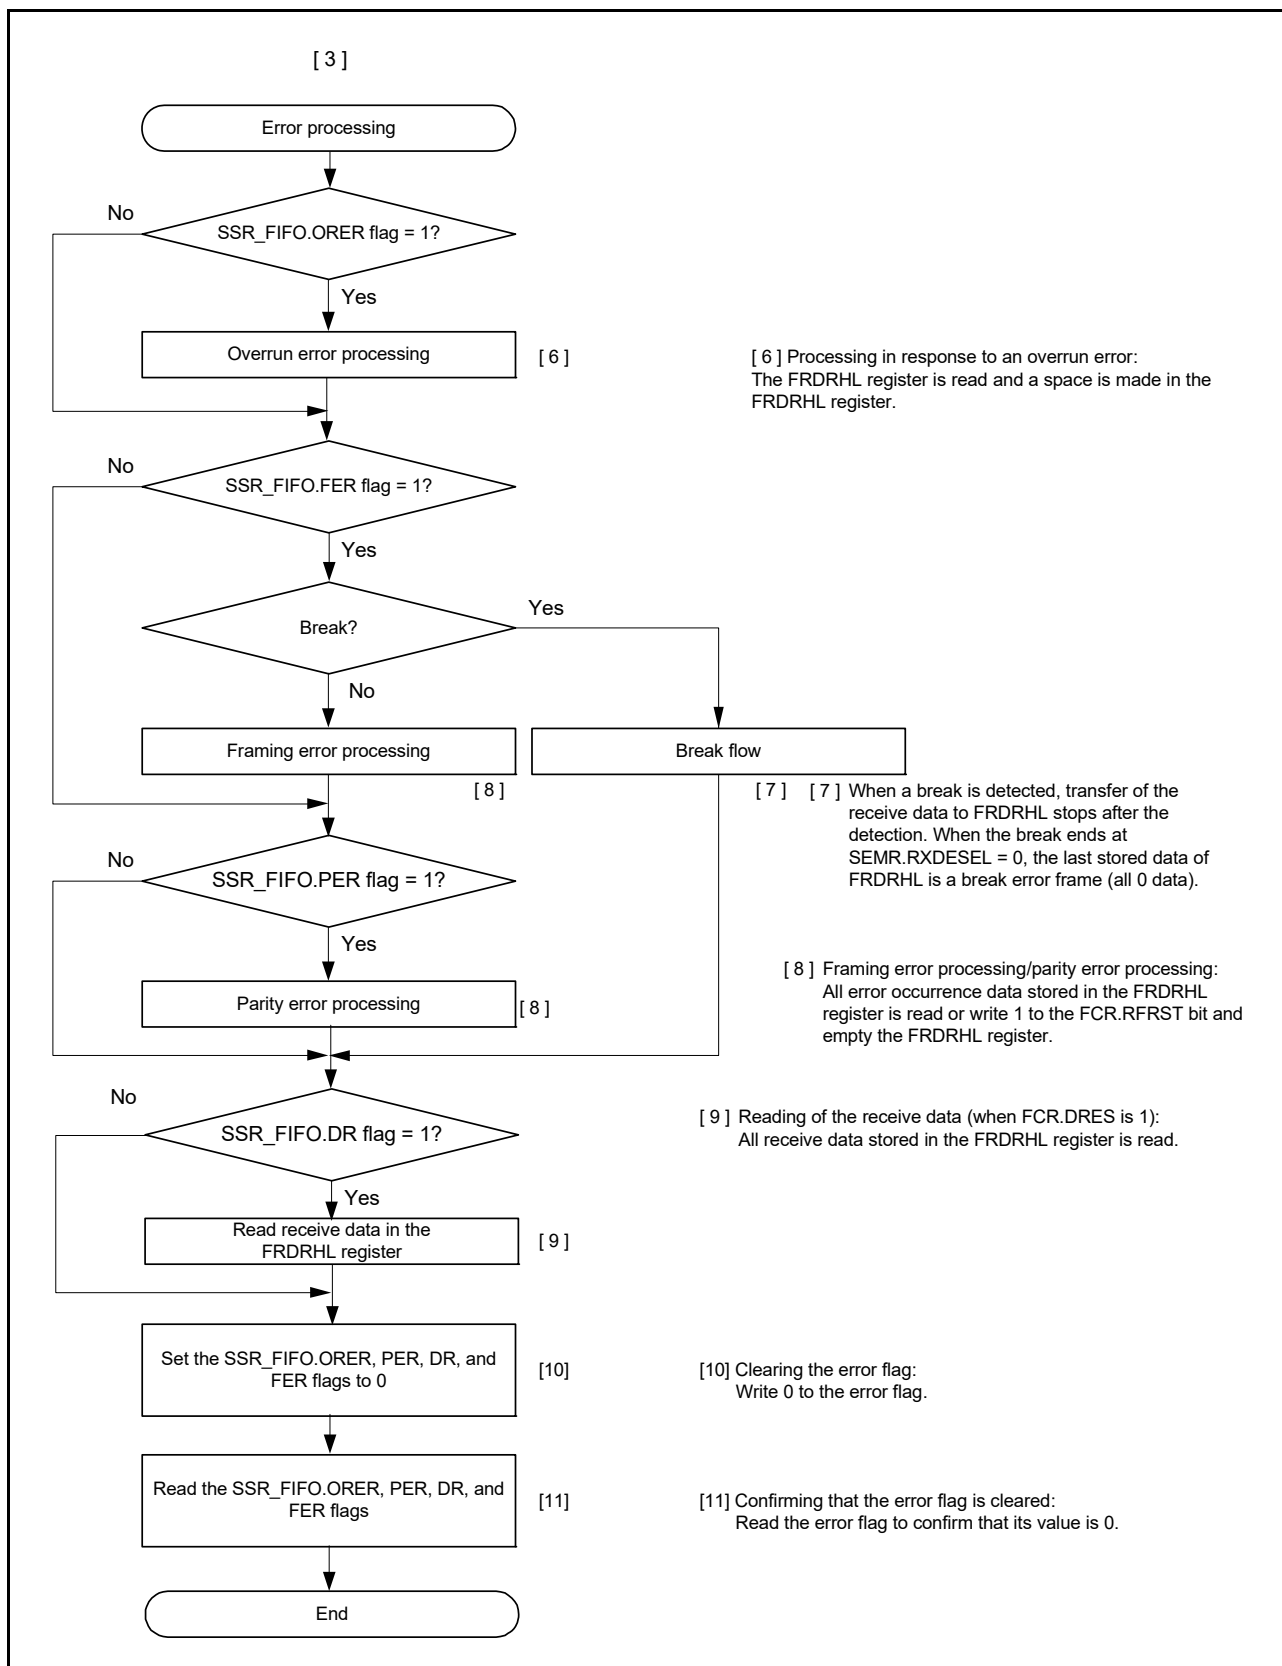 [ 3 ]
Error processing
No
SSR_FIFO.ORER flag = 1?
Yes
Overrun error processing
[ 6 ]
[ 6 ] Processing in response to an overrun error:
The FRDRHL register is read and a space is made in the
FRDRHL register.
No
SSR_FIFO.FER flag = 1?
Yes
Break?
Yes
No
Framing error processing
Break flow
[ 8 ]
[ 7 ]
[ 7 ] When a break is detected, transfer of the
receive data to FRDRHL stops after the
detection. When the break ends at
SEMR.RXDESEL = 0, the last stored data of
FRDRHL is a break error frame (all 0 data).
No
SSR_FIFO.PER flag = 1?
Yes
Parity error processing
[ 8 ]
[ 8 ] Framing error processing/parity error processing:
All error occurrence data stored in the FRDRHL
register is read or write 1 to the FCR.RFRST bit and
empty the FRDRHL register.
No
SSR_FIFO.DR flag = 1?
Yes
[ 9 ] Reading of the receive data (when FCR.DRES is 1):
All receive data stored in the FRDRHL register is read.
Read receive data in the
FRDRHL register
[ 9 ]
Set the SSR_FIFO.ORER, PER, DR, and
FER flags to 0
[10]
[10] Clearing the error flag:
Write 0 to the error flag.
Read the SSR_FIFO.ORER, PER, DR, and
FER flags
[11]
[11] Confirming that the error flag is cleared:
Read the error flag to confirm that its value is 0.
End